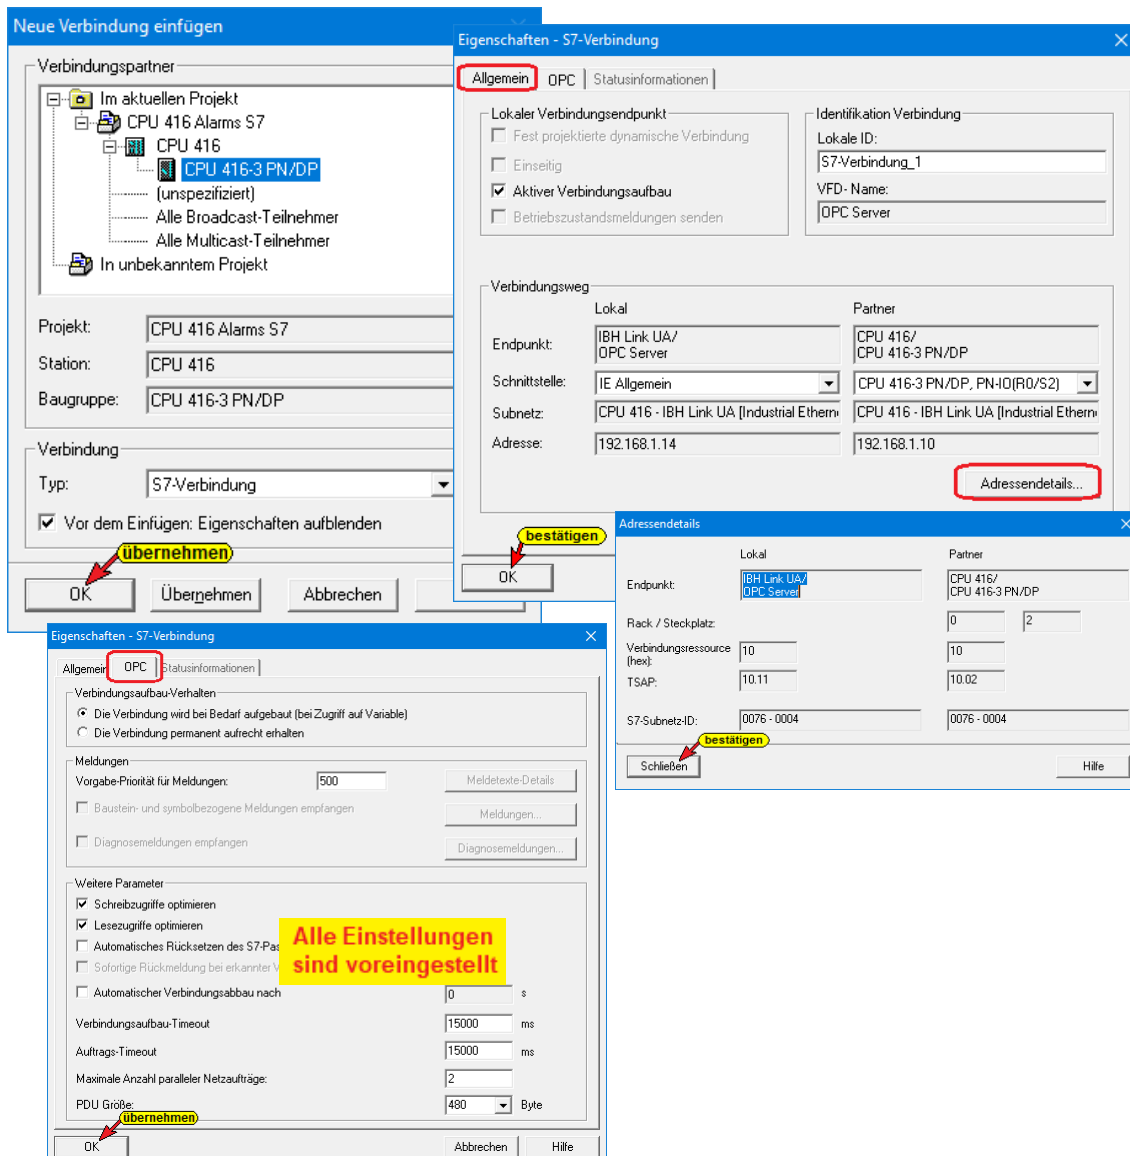 Neue Verbindung einfügen
Verbindungspartner
Im aktuellen Projekt
CPU 416 Alarms S7
CPU 416
CPU 416-3 PN/DP
(unspezifiziert)
Alle Broadcast-Teilnehmer
Alle Multicast-Teilnehmer
In unbekanntem Projekt
Projekt: CPU 416 Alarms S7
Station: CPU 416
Baugruppe: CPU 416-3 PN/DP
Verbindung
Typ: S7-Verbindung
Vor dem Einfügen: Eigenschaften aufblenden
übernehmen
OK Übernehmen Abbrechen
Eigenschaften - S7-Verbindung
Allgemein OPC Statusinformationen
Lokaler Verbindungsendpunkt
Fest projektierte dynamische Verbindung
Einseitig
Aktiver Verbindungsaufbau
Betriebszustandsmeldungen senden
Identifikation Verbindung
Lokale ID:
S7-Verbindung_1
VFD- Name:
OPC Server
Verbindungsweg
Lokal Partner
Endpunkt: IBH Link UA/ CPU 416/
OPC Server CPU 416-3 PN/DP
Schnittstelle: IE Allgemein CPU 416-3 PN/DP, PN-IO(R0/S2)
Subnetz: CPU 416 - IBH Link UA [Industrial Ethern CPU 416 - IBH Link UA [Industrial Ethern
Adresse: 192.168.1.14 192.168.1.10
Adressendetails...
bestätigen
OK
Adressendetails
Lokal Partner
Endpunkt: IBH Link UA/ CPU 416/
OPC Server CPU 416-3 PN/DP
Rack / Steckplatz: 0 2
Verbindungsressource 10 10
(hex):
TSAP: 10.11 10.02
S7-Subnetz-ID: 0076 - 0004 0076 - 0004
bestätigen
Schließen Hilfe
Eigenschaften - S7-Verbindung
Allgemein OPC Statusinformationen
Verbindungsaufbau-Verhalten
Die Verbindung wird bei Bedarf aufgebaut (bei Zugriff auf Variable)
Die Verbindung permanent aufrecht erhalten
Meldungen
Vorgabe-Priorität für Meldungen: 500 Meldetexte-Details
Baustein- und symbolbezogene Meldungen empfangen Meldungen...
Diagnosemeldungen empfangen Diagnosemeldungen...
Weitere Parameter
Schreibzugriffe optimieren
Lesezugriffe optimieren
Automatisches Rücksetzen des S7-Pas
Sofortige Rückmeldung bei erkannter V
Alle Einstellungen
sind voreingestellt
Automatischer Verbindungsabbau nach 0 s
Verbindungsaufbau-Timeout 15000 ms
Auftrags-Timeout 15000 ms
Maximale Anzahl paralleler Netzaufträge: 2
PDU Größe: 480 Byte
übernehmen
OK Abbrechen Hilfe